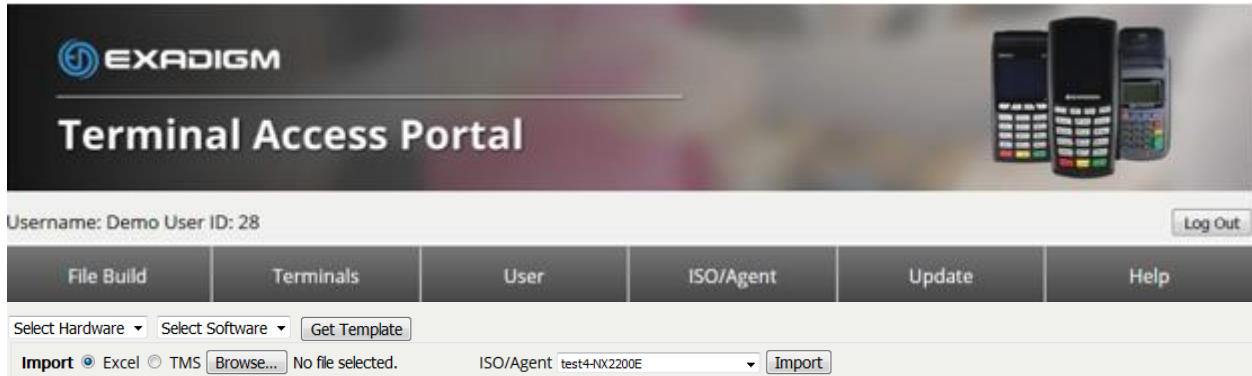 EXADIGM
Terminal Access Portal
Username: Demo User ID: 28 Log Out
File Build Terminals User ISO/Agent Update Help
Select Hardware Select Software Get Template
Import Excel TMS Browse... No file selected. ISO/Agent test4-NX2200E Import